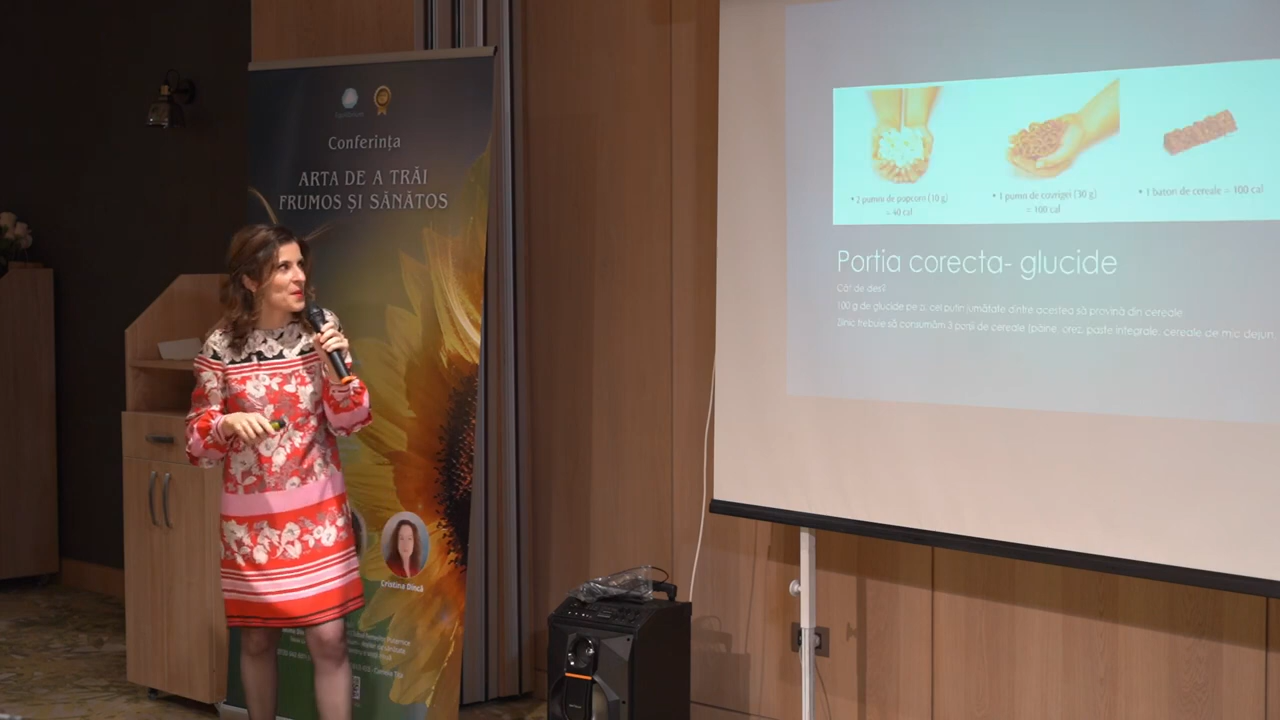 Conferința
ARTA DE A TRĂI
FRUMOS ȘI SĂNĂTOS
Cristina Dincă
• 2 pumni de popcorn (10 g)
= 40 cal
• 1 pumn de covrigei (30 g)
= 100 cal
• 1 baton de cereale = 100 cal
Portia corecta- glucide
Cât de des?
100 g de glucide pe zi, cel putin jumătate dintre acestea să provină din cereale
Zilnic trebuie să consumăm 3 porții de cereale (pâine, orez, paste integrale, cereale de mic dejun